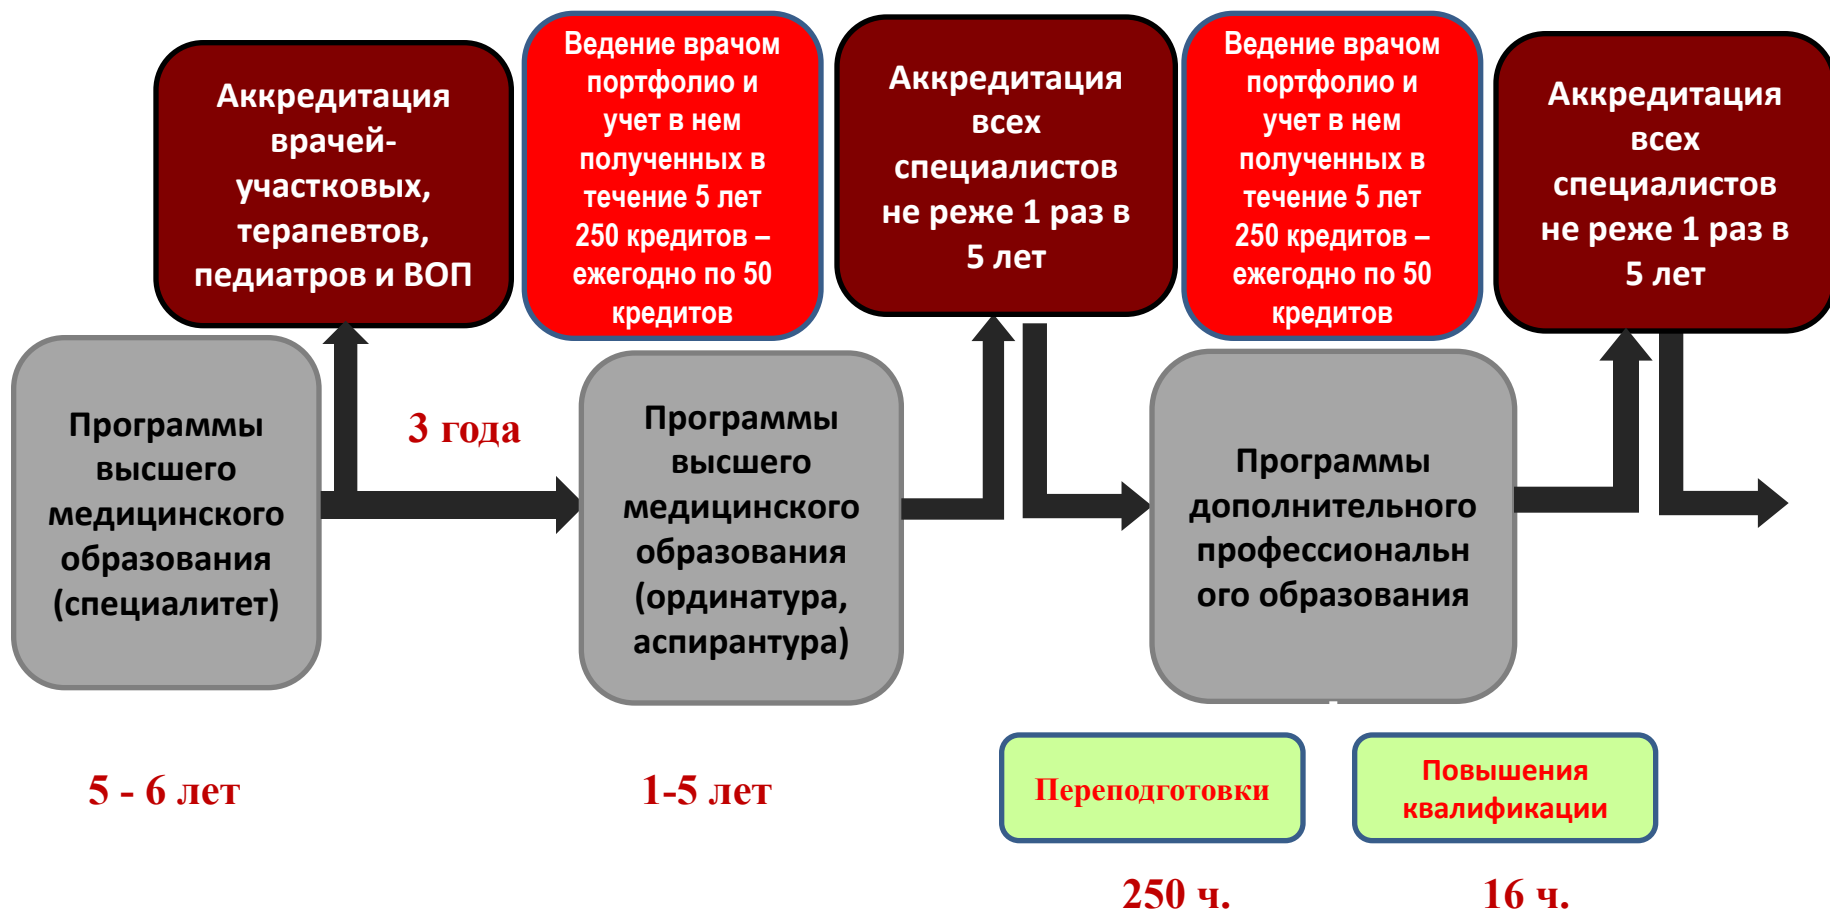 Аккредитация
врачей-
участковых,
терапевтов,
педиатров и ВОП
Ведение врачом
портфолио и
учет в нем
полученных в
течение 5 лет
250 кредитов –
ежегодно по 50
кредитов
Аккредитация
всех
специалистов
не реже 1 раз в
5 лет
Ведение врачом
портфолио и
учет в нем
полученных в
течение 5 лет
250 кредитов –
ежегодно по 50
кредитов
Аккредитация
всех
специалистов
не реже 1 раз в
5 лет
Программы
высшего
медицинского
образования
(специалитет)
3 года
Программы
высшего
медицинского
образования
(ординатура,
аспирантура)
Программы
дополнительного
профессиональн
ого образования
5 - 6 лет
1-5 лет
Переподготовки
Повышения
квалификации
250 ч.
16 ч.